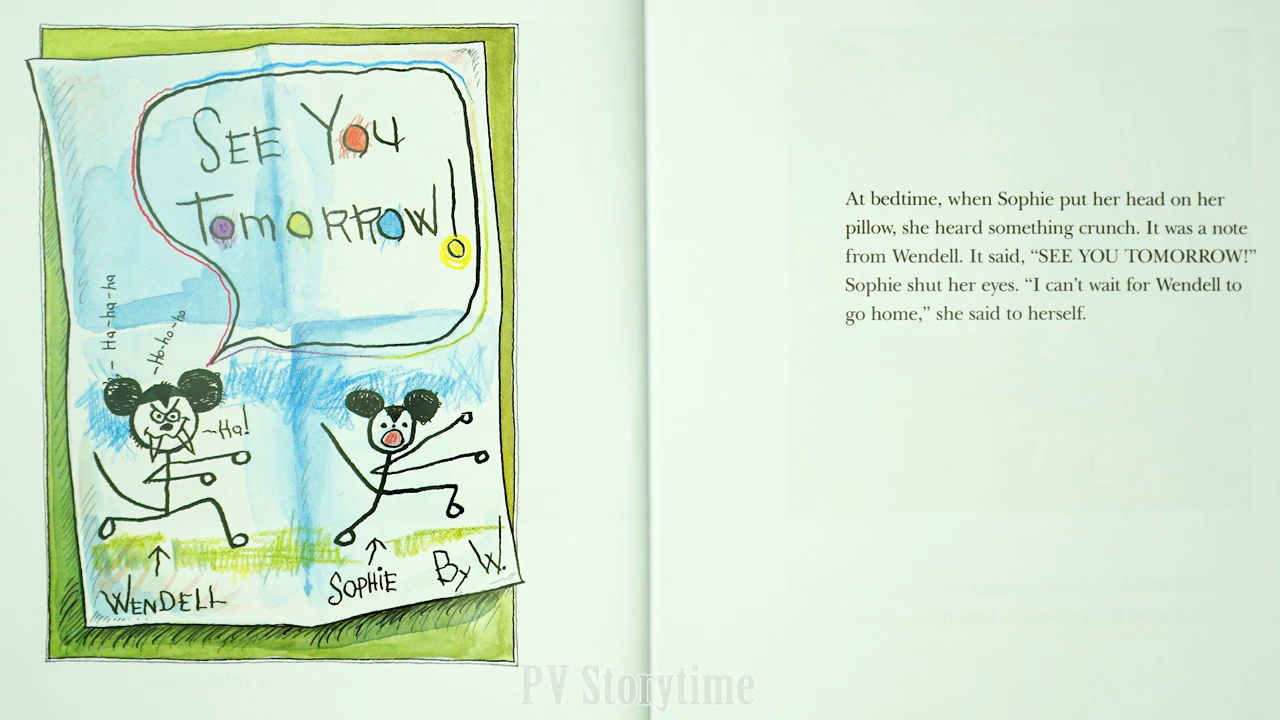 SEE YOU
TOMORROW!
- Ha-ha-ha
- Ho-ho-ho
~Ha!
WENDELL
SOPHIE
By W.
At bedtime, when Sophie put her head on her
pillow, she heard something crunch. It was a note
from Wendell. It said, “SEE YOU TOMORROW!”
Sophie shut her eyes. “I can’t wait for Wendell to
go home,” she said to herself.
PV Storytime